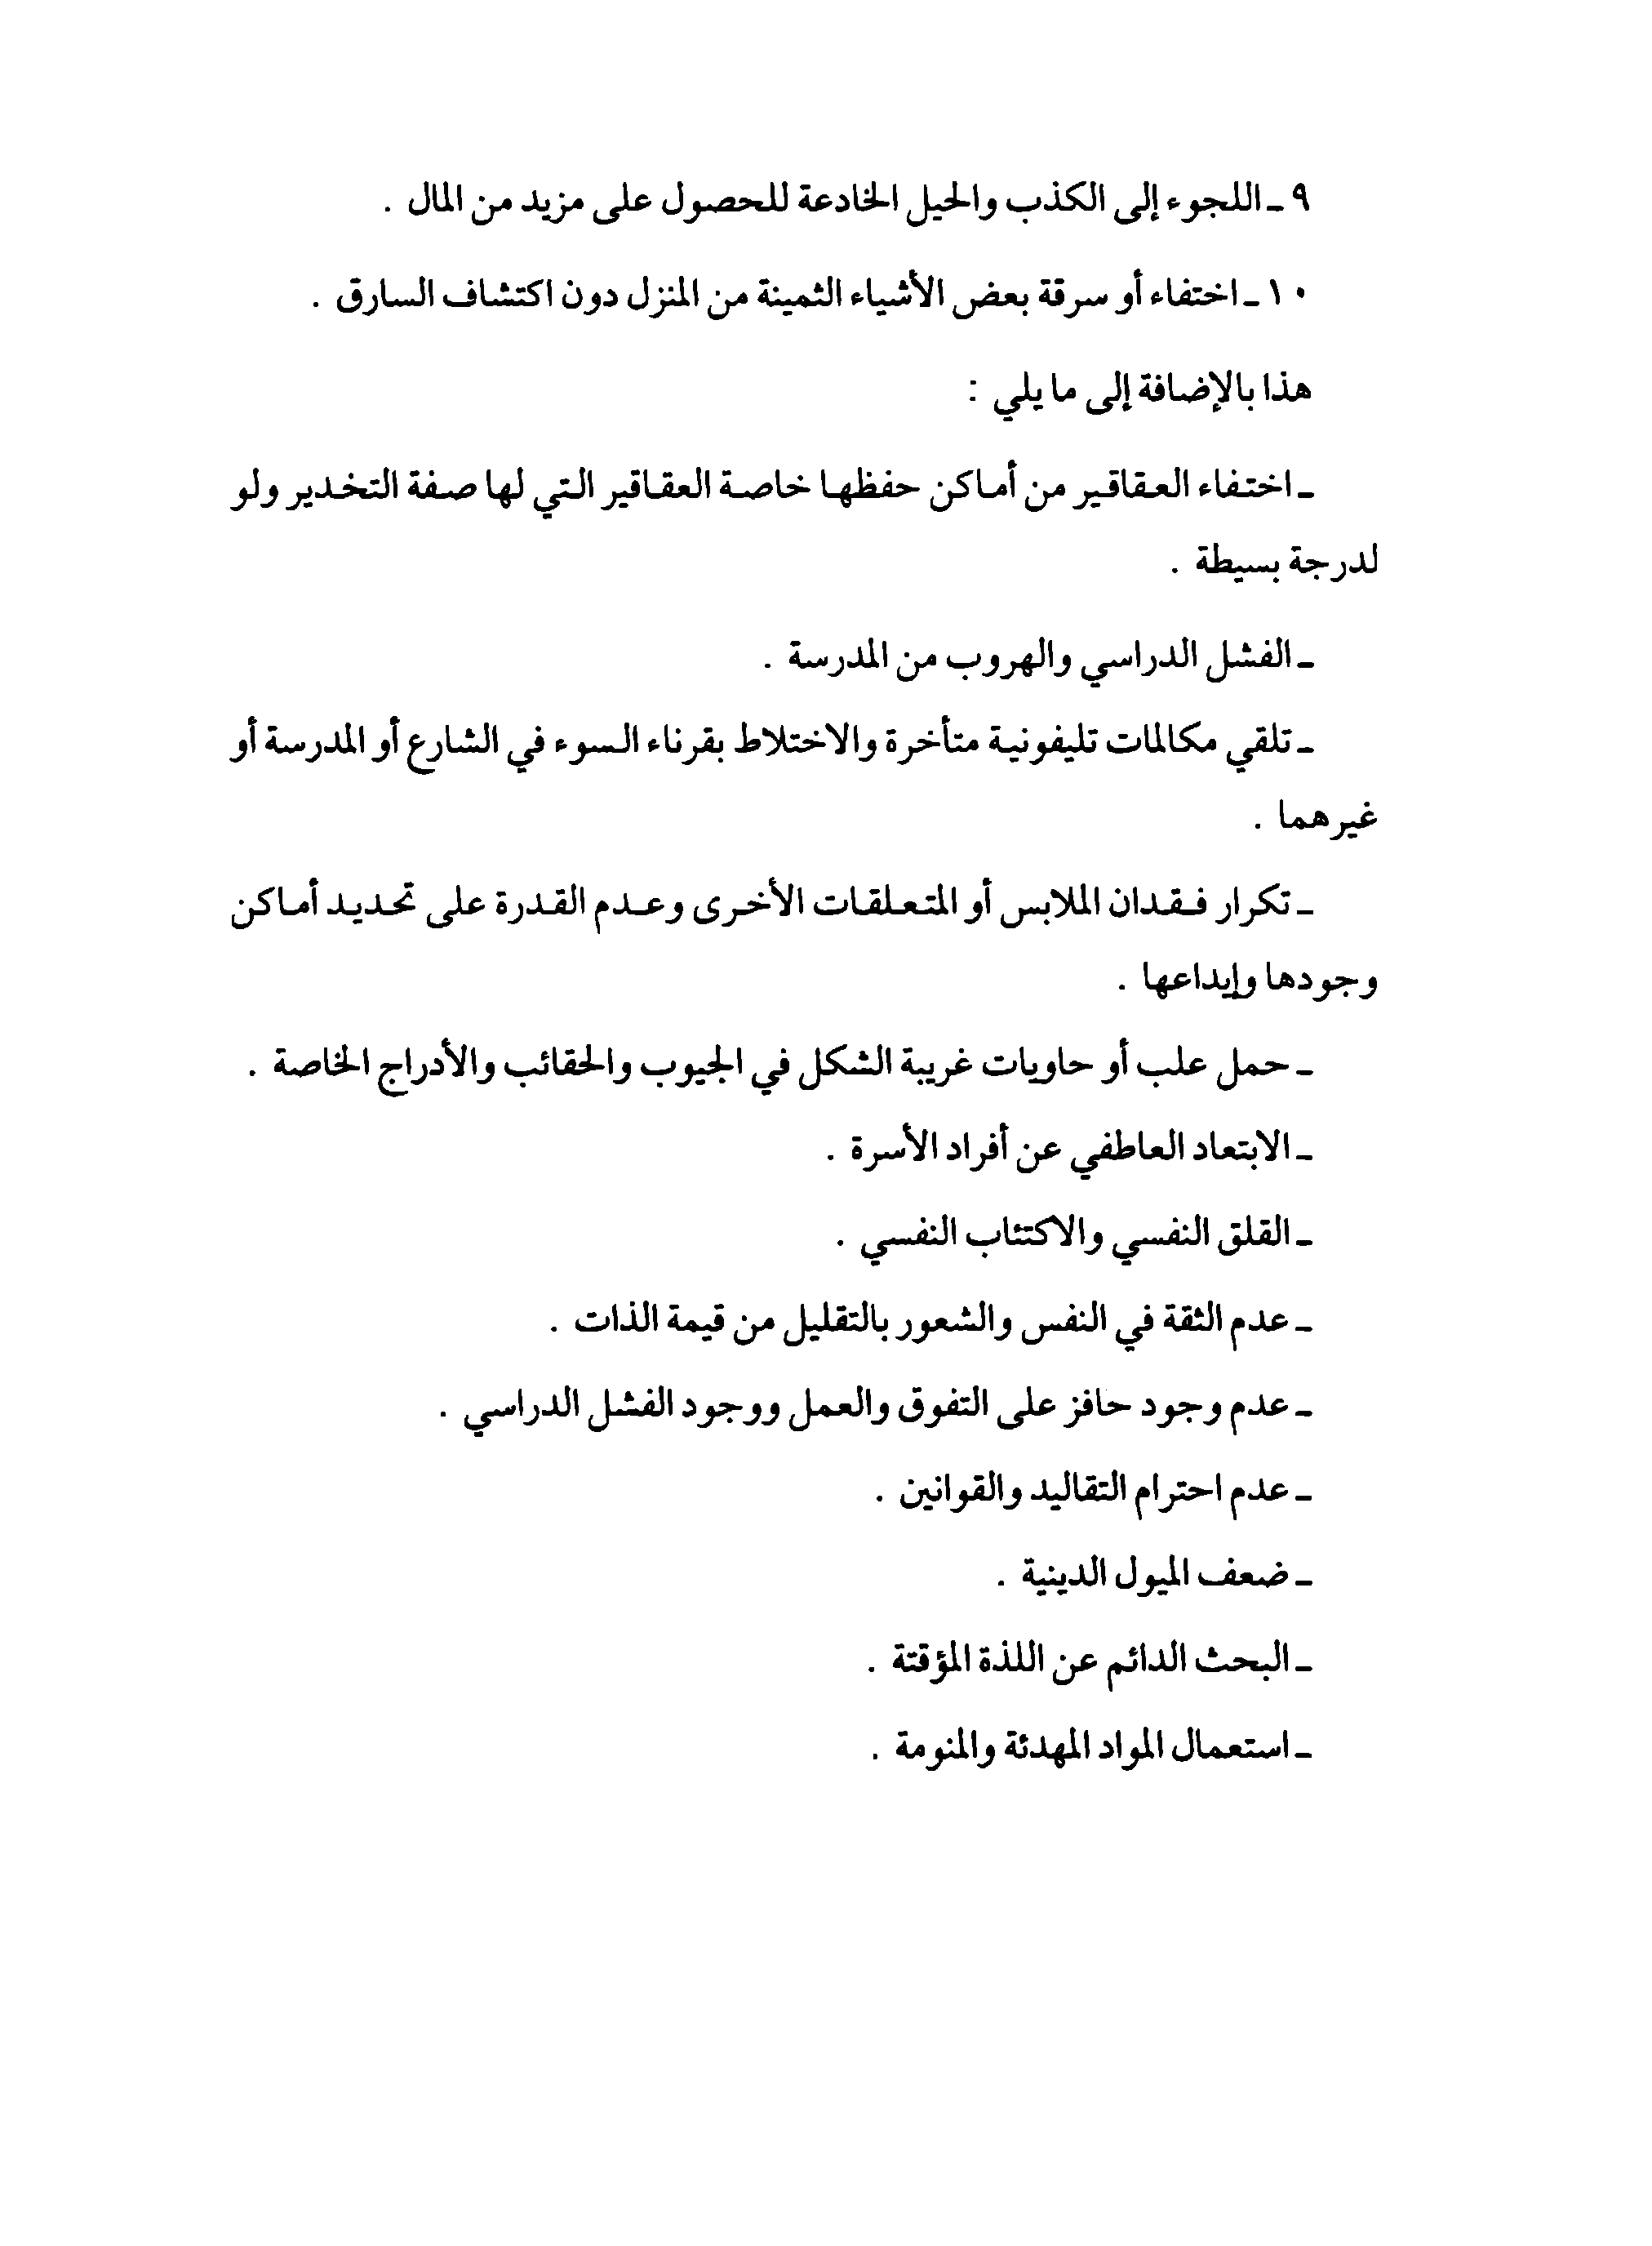 ٩ ـ اللجوء إلى الكذب والحيل الخادعة للحصول على مزيد من المال .
١٠ ـ اختفاء أو سرقة بعض الأشياء الثمينة من المنزل دون اكتشاف السارق .
هذا بالإضافة إلى ما يلي :
ـ اختفاء العقاقير من أماكن حفظها خاصة العقاقير التي لها صفة التخدير ولو
لدرجة بسيطة .
ـ الفشل الدراسي والهروب من المدرسة .
ـ تلقي مكالمات تليفونية متأخرة والاختلاط بقرناء السوء في الشارع أو المدرسة أو
غيرهما .
ـ تكرار فقدان الملابس أو المتعلقات الأخرى وعدم القدرة على تحديد أماكن
وجودها وإيداعها .
ـ حمل علب أو حاويات غريبة الشكل في الجيوب والحقائب والأدراج الخاصة .
ـ الابتعاد العاطفي عن أفراد الأسرة .
ـ القلق النفسي والاكتئاب النفسي .
ـ عدم الثقة في النفس والشعور بالتقليل من قيمة الذات .
ـ عدم وجود حافز على التفوق والعمل ووجود الفشل الدراسي .
ـ عدم احترام التقاليد والقوانين .
ـ ضعف الميول الدينية .
ـ البحث الدائم عن اللذة المؤقتة .
ـ استعمال المواد المهدئة والمنومة .